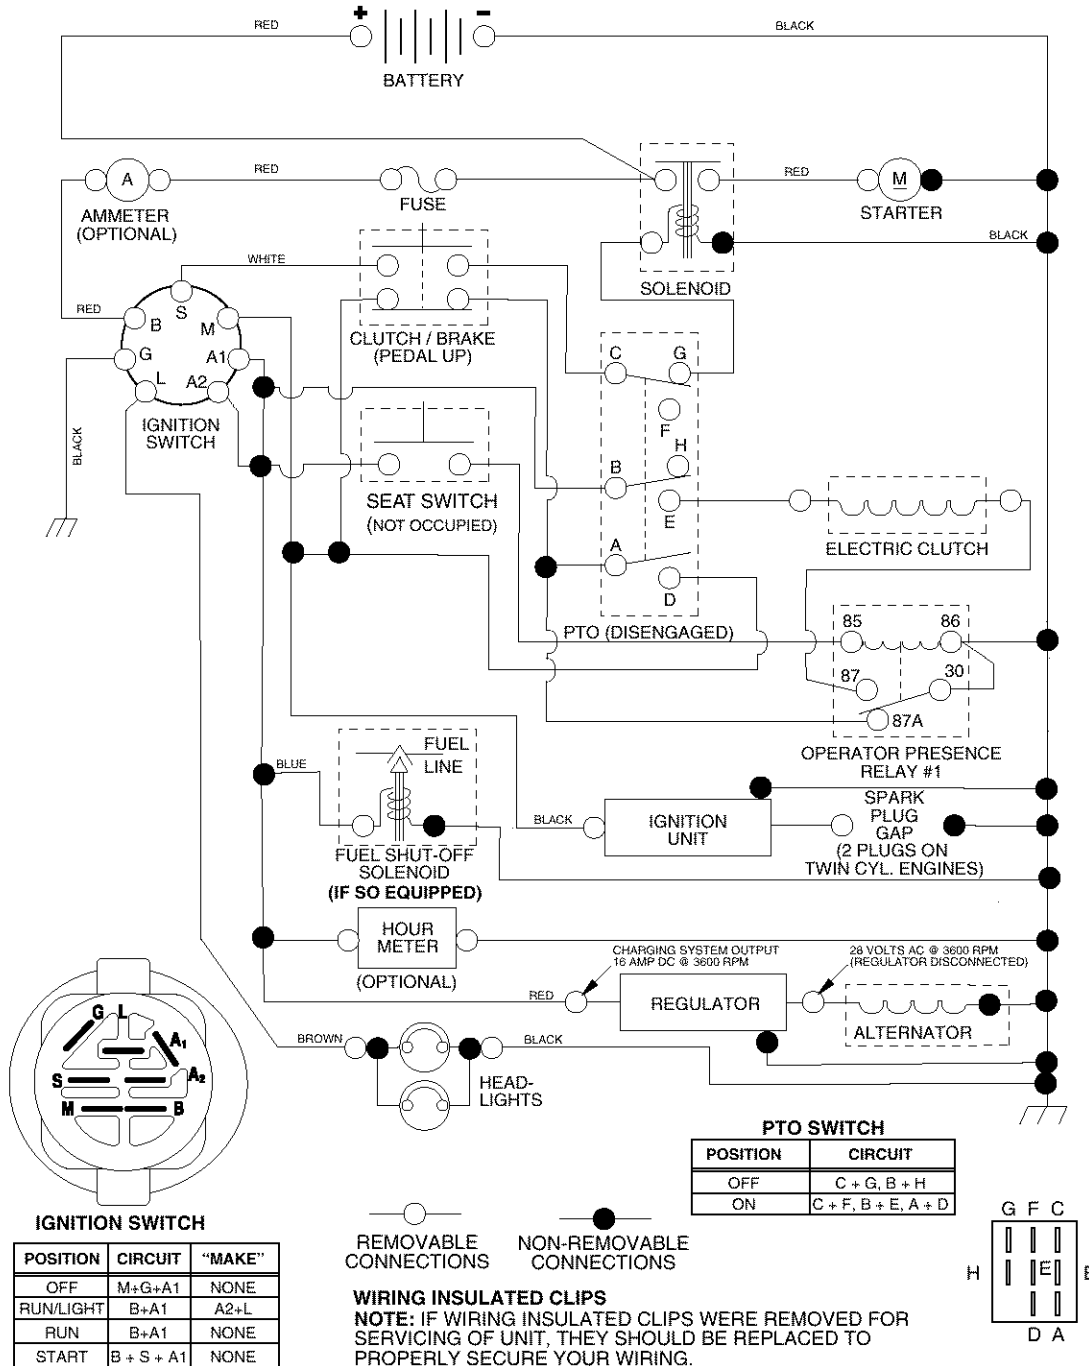 RED
+
-
BLACK
BATTERY
A
RED
FUSE
AMMETER
(OPTIONAL)
RED
M
STARTER
BLACK
SOLENOID
WHITE
RED
S
B
M
G
A1
L
A2
IGNITION
SWITCH
BLACK
CLUTCH / BRAKE
(PEDAL UP)
C
G
F
H
B
E
A
D
SEAT SWITCH
(NOT OCCUPIED)
ELECTRIC CLUTCH
PTO (DISENGAGED)
85
86
87
30
87A
OPERATOR PRESENCE
RELAY #1
BLUE
FUEL
LINE
FUEL SHUT-OFF
SOLENOID
(IF SO EQUIPPED)
BLACK
IGNITION
UNIT
SPARK
PLUG
GAP
(2 PLUGS ON
TWIN CYL. ENGINES)
HOUR
METER
(OPTIONAL)
CHARGING SYSTEM OUTPUT
16 AMP DC @ 3600 RPM
28 VOLTS AC @ 3600 RPM
(REGULATOR DISCONNECTED)
RED
REGULATOR
ALTERNATOR
BROWN
BLACK
HEAD-
LIGHTS
G L
A1
S
A2
M
B
IGNITION SWITCH
POSITION CIRCUIT "MAKE"
OFF M+G+A1 NONE
RUN/LIGHT B+A1 A2+L
RUN B+A1 NONE
START B + S + A1 NONE
PTO SWITCH
POSITION CIRCUIT
OFF C + G, B + H
ON C + F, B + E, A + D
REMOVABLE
CONNECTIONS
NON-REMOVABLE
CONNECTIONS
G F C
H E
D A
WIRING INSULATED CLIPS
NOTE: IF WIRING INSULATED CLIPS WERE REMOVED FOR
SERVICING OF UNIT, THEY SHOULD BE REPLACED TO
PROPERLY SECURE YOUR WIRING.